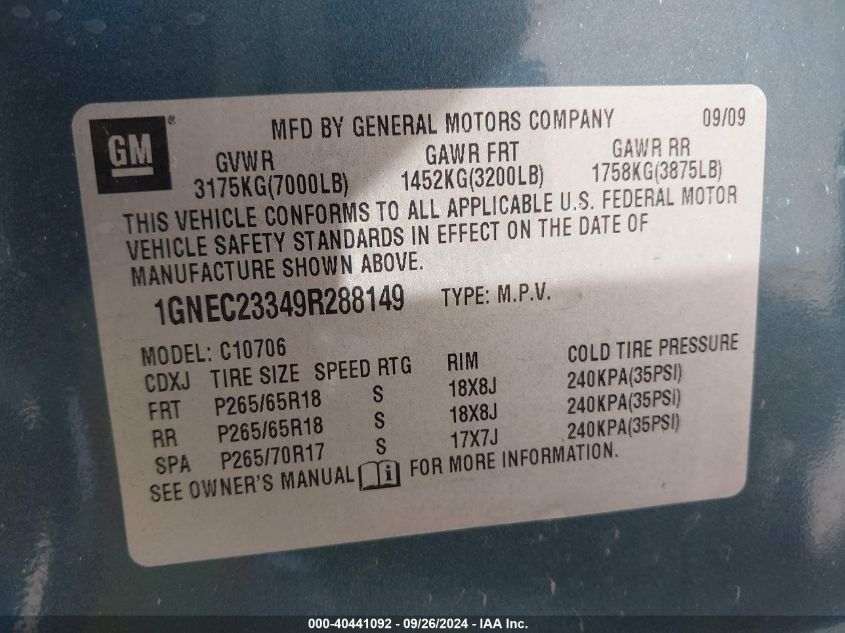 GM® MFD BY GENERAL MOTORS COMPANY 09/09
GVWR GAWR FRT GAWR RR
3175KG(7000LB) 1452KG(3200LB) 1758KG(3875LB)
THIS VEHICLE CONFORMS TO ALL APPLICABLE U.S. FEDERAL MOTOR
VEHICLE SAFETY STANDARDS IN EFFECT ON THE DATE OF
MANUFACTURE SHOWN ABOVE.
1GNEC23349R288149 TYPE: M.P.V.
MODEL: C10706
CDXJ TIRE SIZE SPEED RTG RIM COLD TIRE PRESSURE
FRT P265/65R18 S 18X8J 240KPA(35PSI)
RR P265/65R18 S 18X8J 240KPA(35PSI)
SPA P265/70R17 S 17X7J 240KPA(35PSI)
SEE OWNER'S MANUAL i FOR MORE INFORMATION.
000-40441092 - 09/26/2024 - IAA Inc.